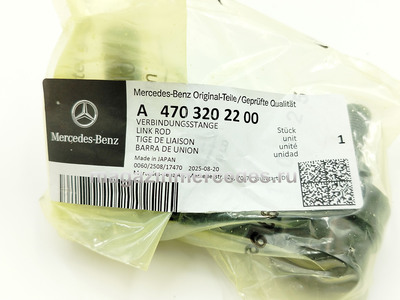 Mercedes-Benz Original-Teile/Geprüfte Qualität
A 470 320 22 00
VERBINDUNGSSTANGE
LINK ROD
TIGE DE LIAISON
BARRA DE UNION
Stück
unit
unité
unidad
1
Mercedes-Benz
Made in JAPAN
0060/2508/17470 2025-08-20